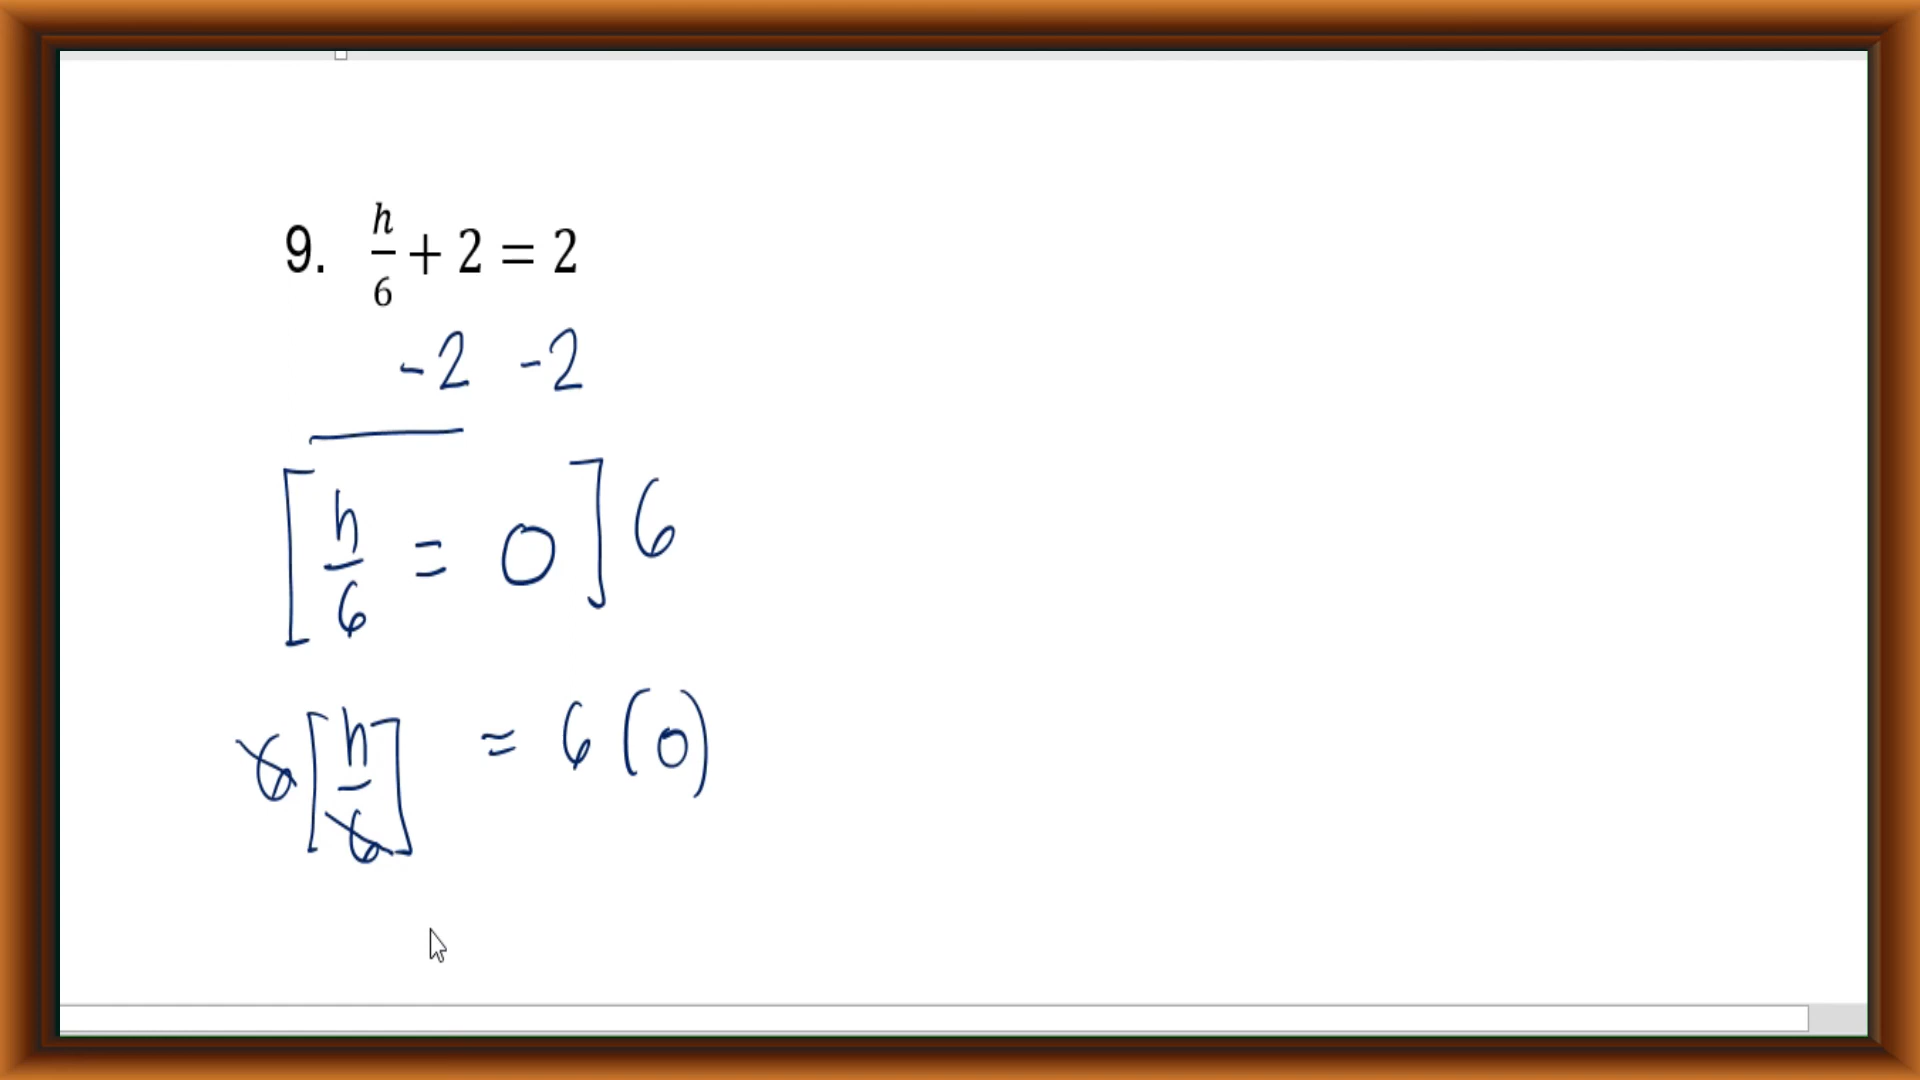 9. h/6 + 2 = 2
-2 -2
[h/6 = 0] 6
6[h/6] = 6(0)